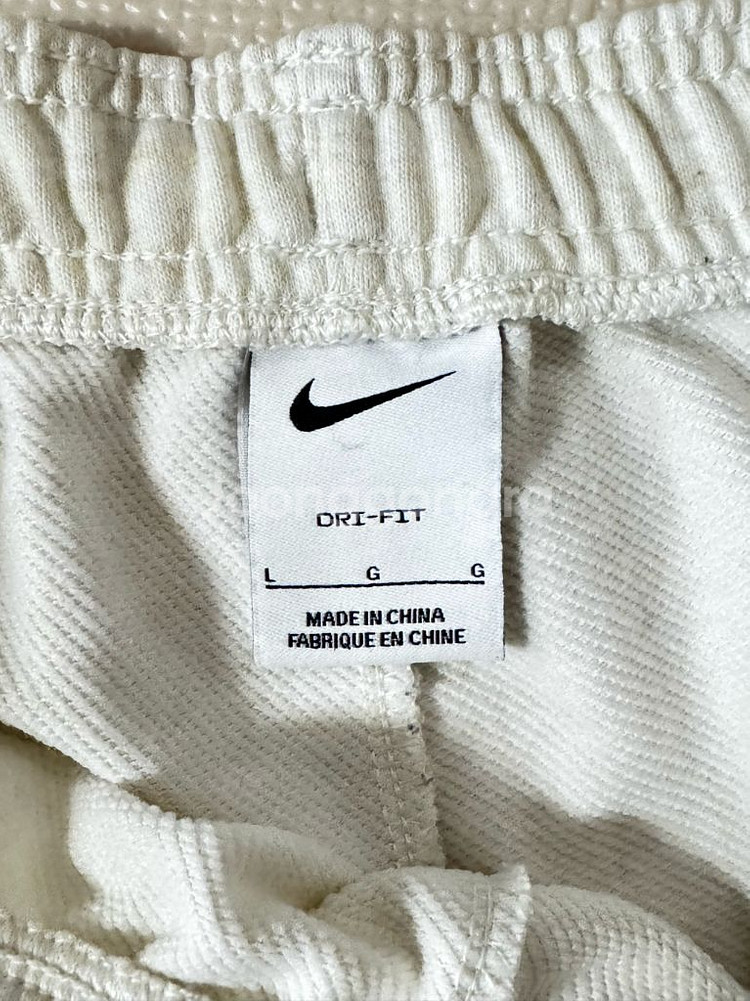 DRI-FIT
L G G
MADE IN CHINA
FABRIQUE EN CHINE